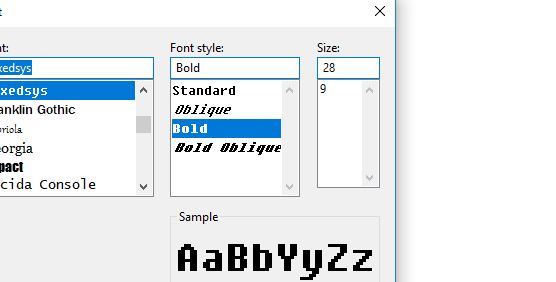 t
nt: Font style: Size:
xedsys Bold 28
xedsys Standard 9
anklin Gothic Oblique
briola Bold
eorgia Bold Oblique
pact
cida Console
Sample
AaBbYyZz